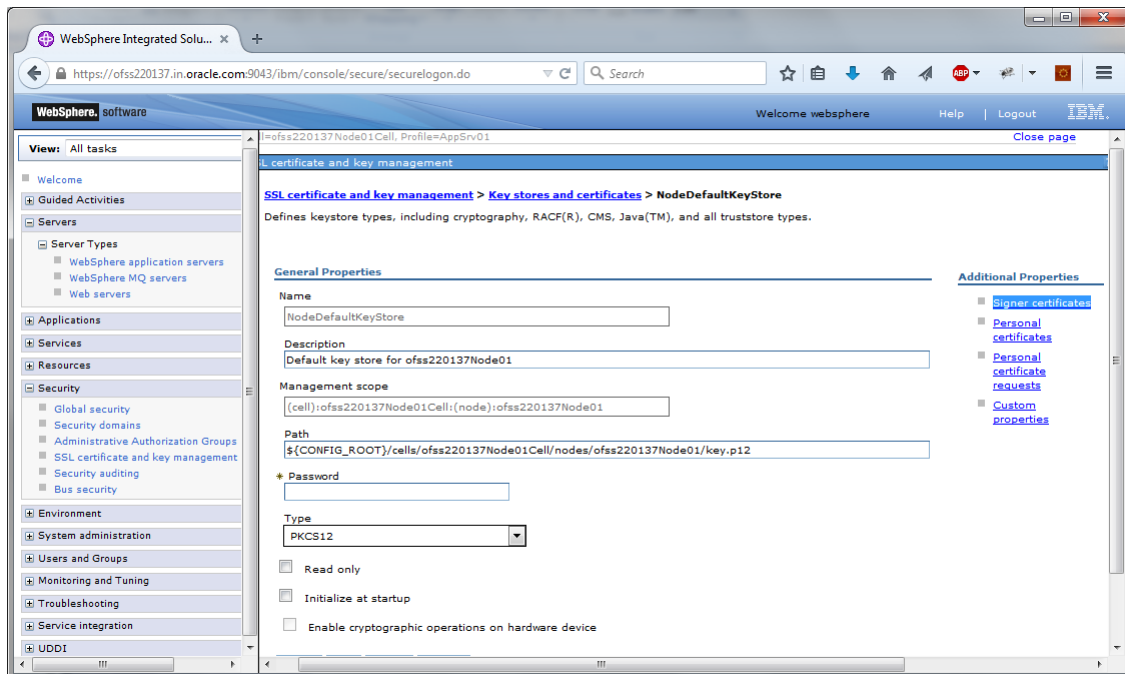 WebSphere Integrated Solu... × +
https://ofss220137.in.oracle.com:9043/ibm/console/secure/securelogon.do
Search
ABP
WebSphere. software
Welcome websphere
Help | Logout
IBM.
View: All tasks
Welcome
Guided Activities
Servers
Server Types
WebSphere application servers
WebSphere MQ servers
Web servers
Applications
Services
Resources
Security
Global security
Security domains
Administrative Authorization Groups
SSL certificate and key management
Security auditing
Bus security
Environment
System administration
Users and Groups
Monitoring and Tuning
Troubleshooting
Service integration
UDDI
l=ofss220137Node01Cell, Profile=AppSrv01
Close page
SL certificate and key management
SSL certificate and key management > Key stores and certificates > NodeDefaultKeyStore
Defines keystore types, including cryptography, RACF(R), CMS, Java(TM), and all truststore types.
General Properties
Name
NodeDefaultKeyStore
Description
Default key store for ofss220137Node01
Management scope
(cell):ofss220137Node01Cell:(node):ofss220137Node01
Path
${CONFIG_ROOT}/cells/ofss220137Node01Cell/nodes/ofss220137Node01/key.p12
* Password
Type
PKCS12
Read only
Initialize at startup
Enable cryptographic operations on hardware device
Additional Properties
Signer certificates
Personal
certificates
Personal
certificate
requests
Custom
properties